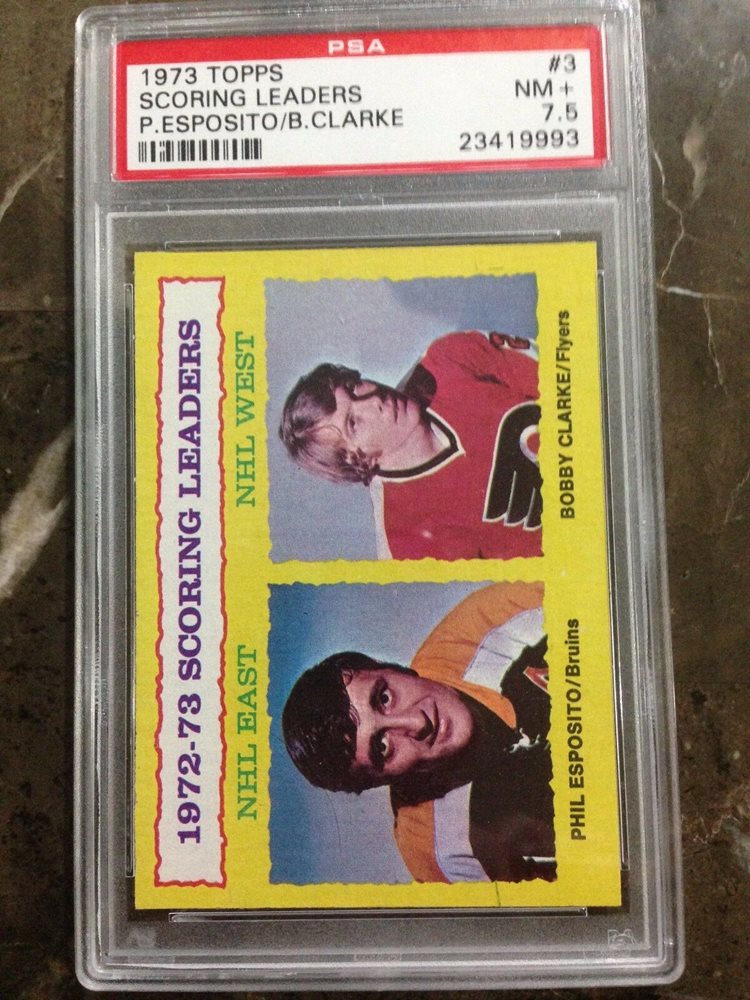 PSA
1973 TOPPS #3
SCORING LEADERS NM +
P.ESPOSITO/B.CLARKE 7.5
23419993
1972-73 SCORING LEADERS
NHL EAST NHL WEST
PHIL ESPOSITO/Bruins BOBBY CLARKE/Flyers